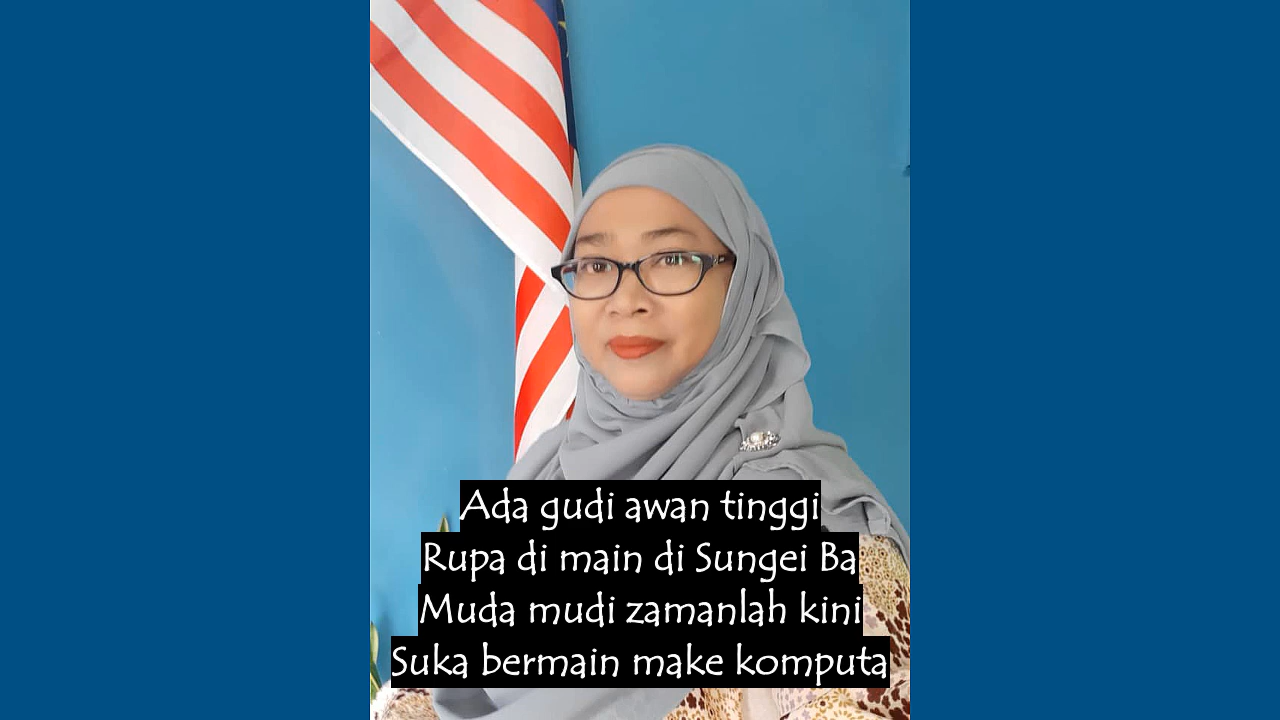 Ada gudi awan tinggi
Rupa di main di Sungei Ba
Muda mudi zamanlah kini
Suka bermain make komputa